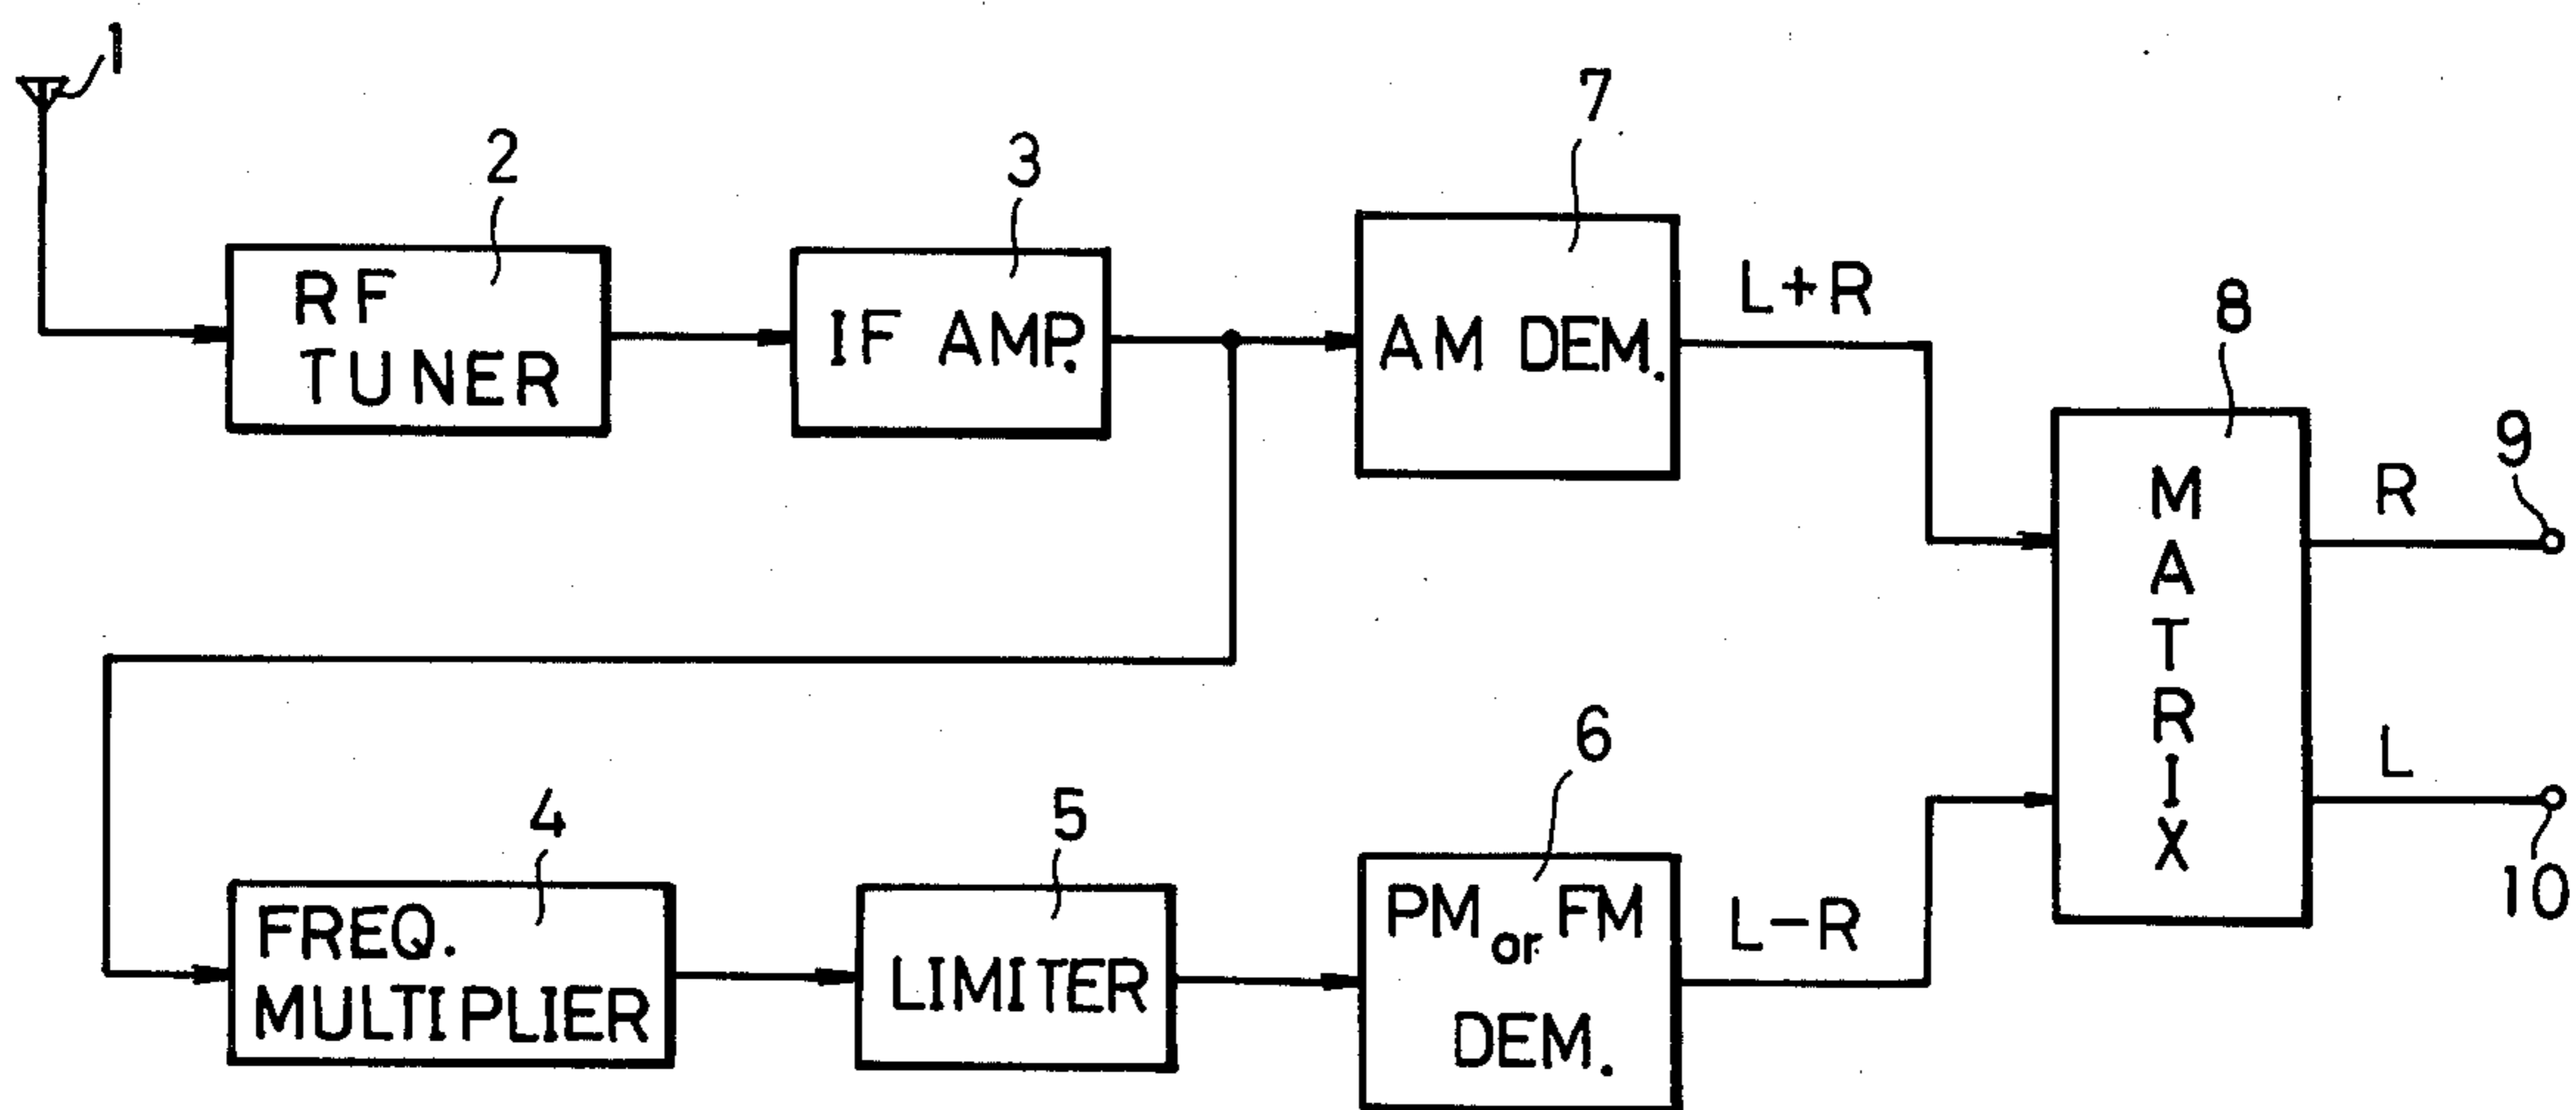 1
2
RF
TUNER
3
IF AMP.
7
AM DEM.
L+R
8
MATRIX
R
9
L
10
4
FREQ.
MULTIPLIER
5
LIMITER
6
PM or FM
DEM.
L-R